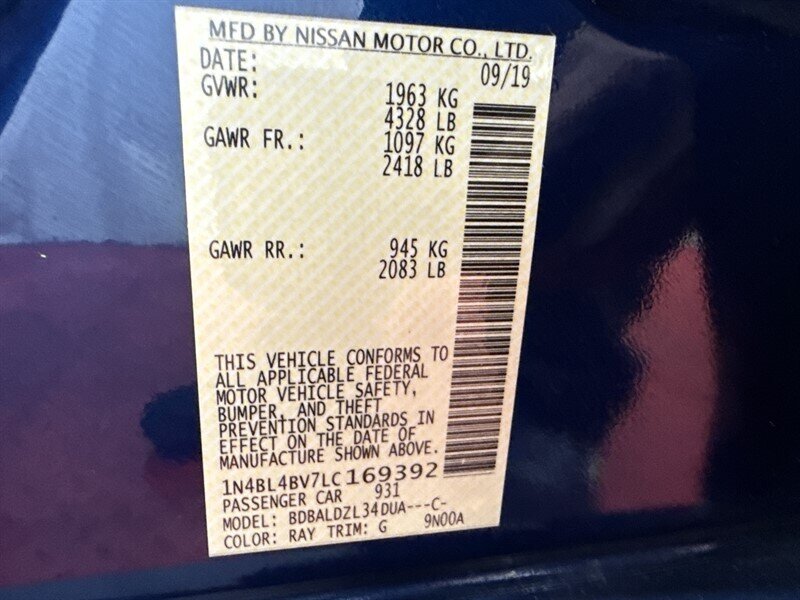 MFD BY NISSAN MOTOR CO., LTD.
DATE: 09/19
GVWR: 1963 KG
4328 LB
GAWR FR.: 1097 KG
2418 LB
GAWR RR.: 945 KG
2083 LB
THIS VEHICLE CONFORMS TO
ALL APPLICABLE FEDERAL
MOTOR VEHICLE SAFETY,
BUMPER, AND THEFT
PREVENTION STANDARDS IN
EFFECT ON THE DATE OF
MANUFACTURE SHOWN ABOVE.
1N4BL4BV7LC169392
PASSENGER CAR 931
MODEL: BDBALDZL34DUA---C-
COLOR: RAY TRIM: G 9N00A